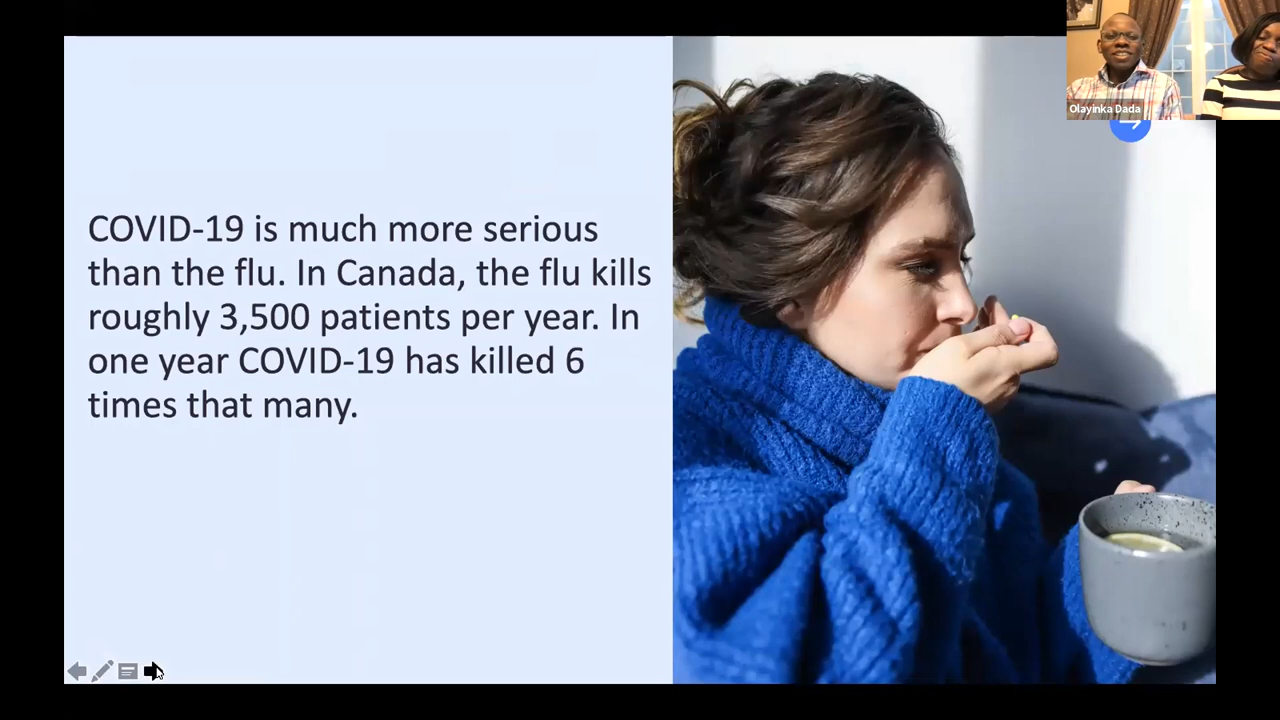 COVID-19 is much more serious
than the flu. In Canada, the flu kills
roughly 3,500 patients per year. In
one year COVID-19 has killed 6
times that many.
Olayinka Dada